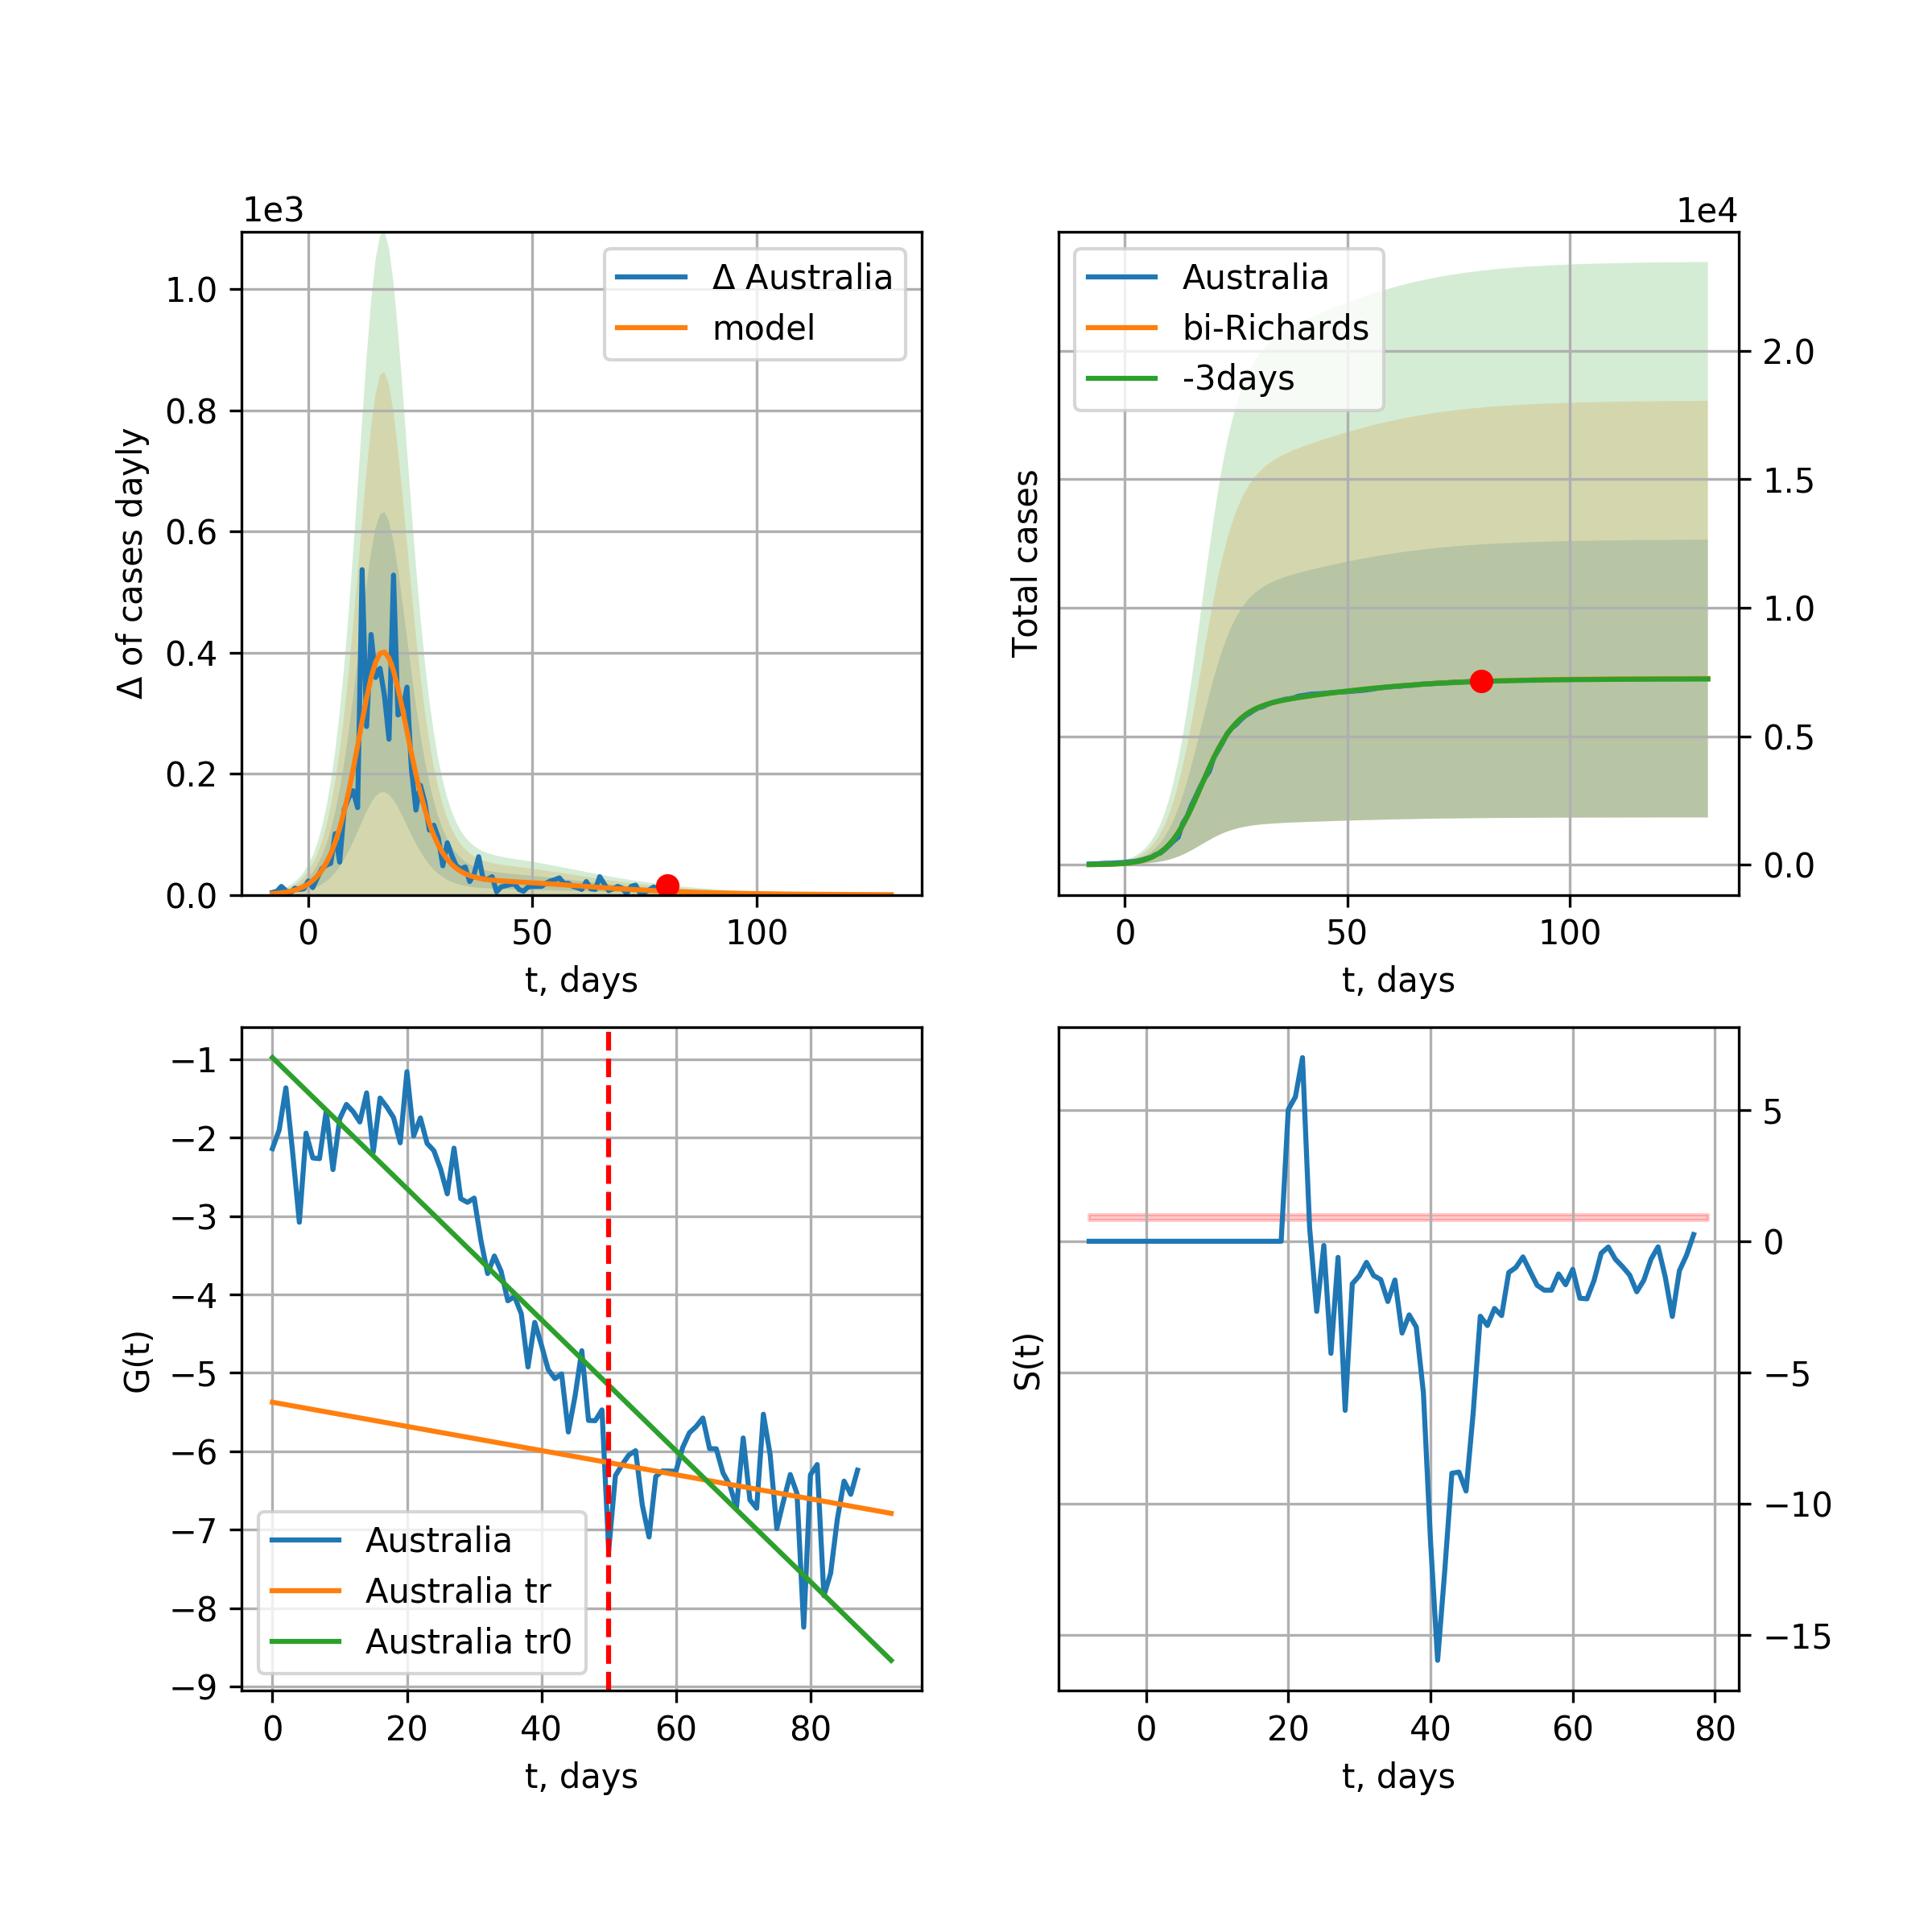 1e3
Δ Australia
model
1.0
0.8
0.6
0.4
0.2
0.0
Δ of cases dayly
0 50 100
t, days
1e4
Australia
bi-Richards
-3days
2.0
1.5
1.0
0.5
0.0
Total cases
0 50 100
t, days
−1
−2
−3
−4
−5
−6
−7
−8
−9
G(t)
Australia
Australia tr
Australia tr0
0 20 40 60 80
t, days
5
0
−5
−10
−15
S(t)
0 20 40 60 80
t, days